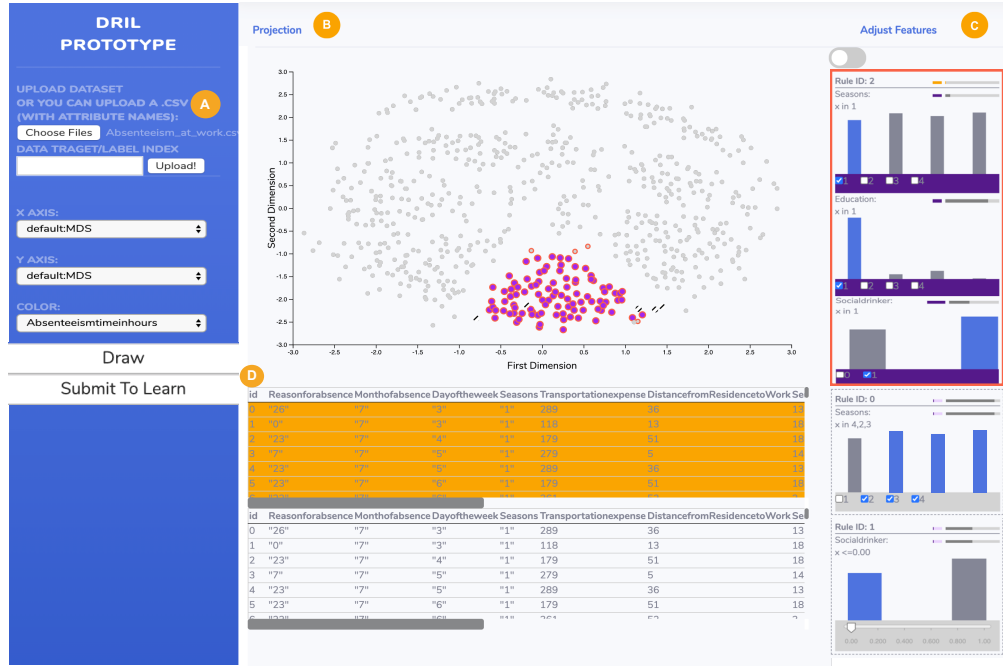 DRIL
PROTOTYPE
UPLOAD DATASET
OR YOU CAN UPLOAD A .CSV
(WITH ATTRIBUTE NAMES):
A
Choose Files Absenteeism_at_work.csv
DATA TRAGET/LABEL INDEX
Upload!
X AXIS:
default:MDS
Y AXIS:
default:MDS
COLOR:
Absenteeismtimeinhours
Draw
Submit To Learn
Projection B
3.0
2.5
2.0
1.5
1.0
0.5
0.0
-0.5
-1.0
-1.5
-2.0
-2.5
-3.0
Second Dimension
-3.0 2.5 -2.0 -1.5 -1.0 -0.5 0.0 0.5 1.0 1.5 2.0 2.5 3.0
First Dimension
D
id Reasonforabsence Monthofabsence Dayoftheweek Seasons Transportationexpense DistancefromResidencetoWork Se
0 "26" "7" "3" "1" 289 36 13
1 "0" "7" "3" "1" 118 13 18
2 "23" "7" "4" "1" 179 51 18
3 "7" "7" "5" "1" 279 5 14
4 "23" "7" "5" "1" 289 36 13
5 "23" "7" "6" "1" 179 51 18
id Reasonforabsence Monthofabsence Dayoftheweek Seasons Transportationexpense DistancefromResidencetoWork Se
0 "26" "7" "3" "1" 289 36 13
1 "0" "7" "3" "1" 118 13 18
2 "23" "7" "4" "1" 179 51 18
3 "7" "7" "5" "1" 279 5 14
4 "23" "7" "5" "1" 289 36 13
5 "23" "7" "6" "1" 179 51 18
Adjust Features C
Rule ID: 2
Seasons:
x in 1
1 2 3 4
Education:
x in 1
1 2 3 4
Socialdrinker:
x in 1
0 1
Rule ID: 0
Seasons:
x in 4,2,3
1 2 3 4
Rule ID: 1
Socialdrinker:
x <=0.00
0.00 0.200 0.400 0.600 0.800 1.00